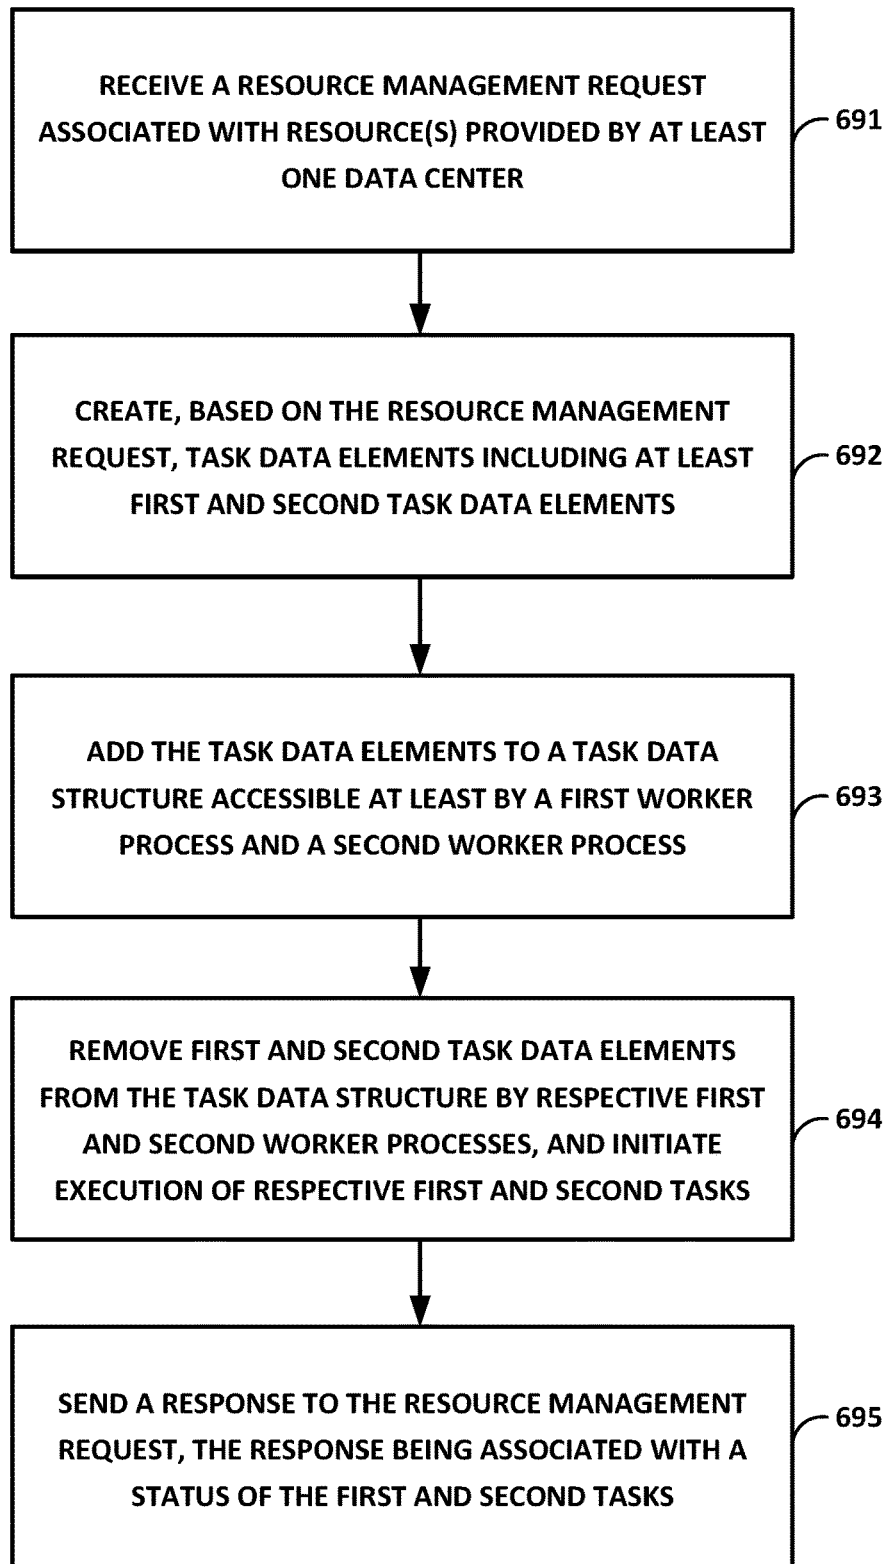 RECEIVE A RESOURCE MANAGEMENT REQUEST
ASSOCIATED WITH RESOURCE(S) PROVIDED BY AT LEAST
ONE DATA CENTER
691
CREATE, BASED ON THE RESOURCE MANAGEMENT
REQUEST, TASK DATA ELEMENTS INCLUDING AT LEAST
FIRST AND SECOND TASK DATA ELEMENTS
692
ADD THE TASK DATA ELEMENTS TO A TASK DATA
STRUCTURE ACCESSIBLE AT LEAST BY A FIRST WORKER
PROCESS AND A SECOND WORKER PROCESS
693
REMOVE FIRST AND SECOND TASK DATA ELEMENTS
FROM THE TASK DATA STRUCTURE BY RESPECTIVE FIRST
AND SECOND WORKER PROCESSES, AND INITIATE
EXECUTION OF RESPECTIVE FIRST AND SECOND TASKS
694
SEND A RESPONSE TO THE RESOURCE MANAGEMENT
REQUEST, THE RESPONSE BEING ASSOCIATED WITH A
STATUS OF THE FIRST AND SECOND TASKS
695